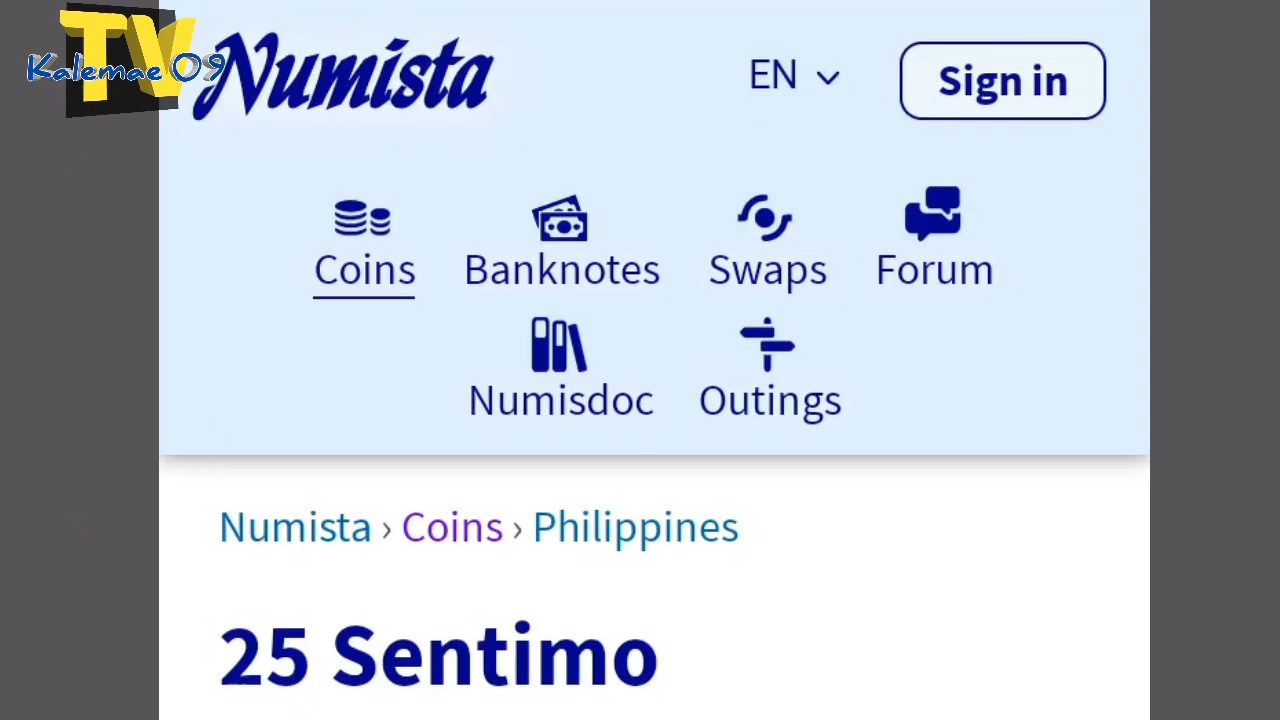 TV
Kalemae 09
Numista
EN
Sign in
Coins
Banknotes
Swaps
Forum
Numisdoc
Outings
Numista › Coins › Philippines
25 Sentimo